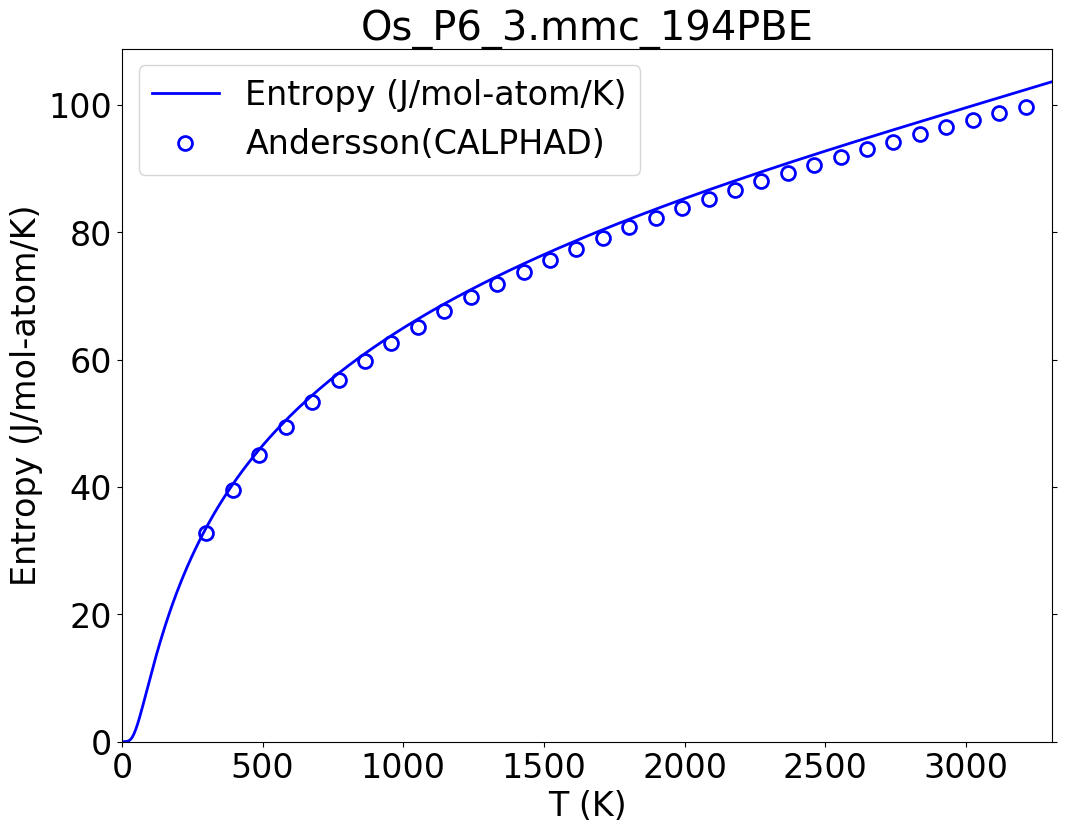 Os_P6_3.mmc_194PBE
Entropy (J/mol-atom/K)
Andersson(CALPHAD)
Entropy (J/mol-atom/K)
100
80
60
40
20
0
0 500 1000 1500 2000 2500 3000
T (K)